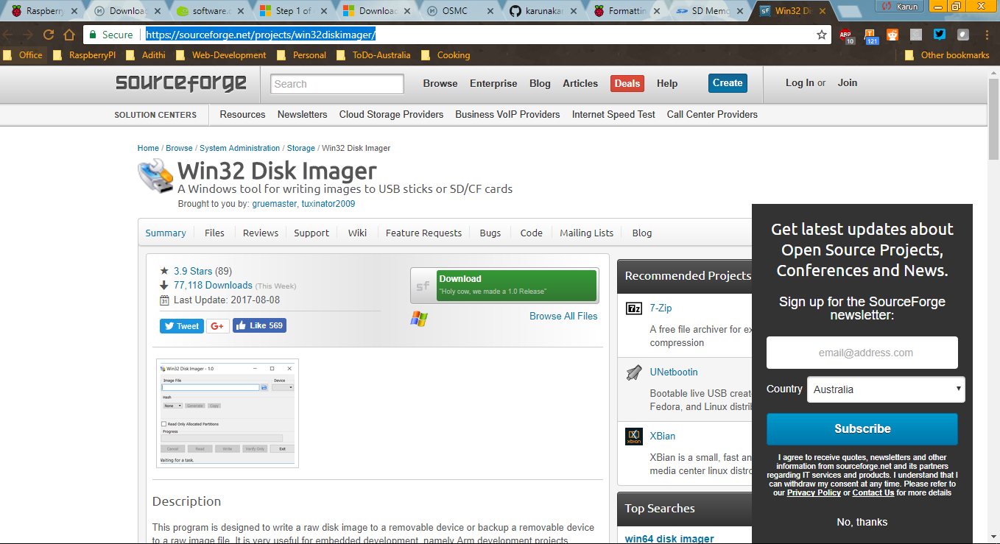 Raspberry
Downloa
software.c
Step 1 of
Downloac
OSMC
karunakar
Formattin
SD Memo
Win32 Di
Karun
Secure
https://sourceforge.net/projects/win32diskimager/
ABP
10
121
Office
RaspberryPI
Adithi
Web-Development
Personal
ToDo-Australia
Cooking
Other bookmarks
sourceforge
Search
Browse Enterprise Blog Articles Deals Help
Create
Log In or Join
SOLUTION CENTERS
Resources Newsletters Cloud Storage Providers Business VoIP Providers Internet Speed Test Call Center Providers
Home / Browse / System Administration / Storage / Win32 Disk Imager
Win32 Disk Imager
A Windows tool for writing images to USB sticks or SD/CF cards
Brought to you by: gruemaster, tuxinator2009
Summary Files Reviews Support Wiki Feature Requests Bugs Code Mailing Lists Blog
3.9 Stars (89)
77,118 Downloads (This Week)
31
Last Update: 2017-08-08
Tweet
G+
Like 569
sf
Download
"Holy cow, we made a 1.0 Release"
Browse All Files
Win32 Disk Imager - 1.0
Image File
Device
Hash
None Generate Copy
Read Only Allocated Partitions
Progress
Cancel Read Write Verify Only Exit
Waiting for a task.
Description
This program is designed to write a raw disk image to a removable device or backup a removable device
to a raw image file. It is very useful for embedded development, namely Arm development projects
Recommended Projects
7z
7-Zip
A free file archiver for ex
compression
UNetbootin
Bootable live USB creato
Fedora, and Linux distrib
xbian
XBian
XBian is a small, fast an
media center linux distro
Top Searches
win64 disk imager
Get latest updates about
Open Source Projects,
Conferences and News.
Sign up for the SourceForge
newsletter:
email@address.com
Country Australia
Subscribe
I agree to receive quotes, newsletters and other
information from sourceforge.net and its partners
regarding IT services and products. I understand that I
can withdraw my consent at any time. Please refer to
our Privacy Policy or Contact Us for more details
No, thanks